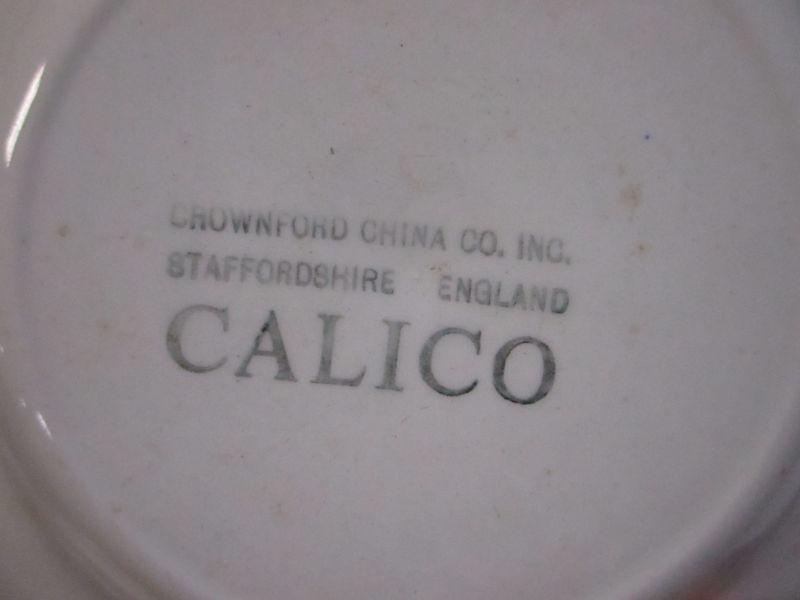 CROWNFORD CHINA CO. INC.
STAFFORDSHIRE ENGLAND
CALICO